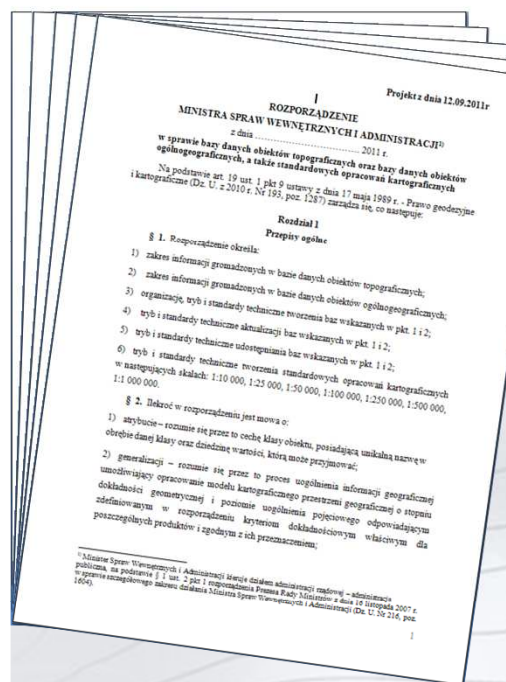 Projekt z dnia 12.09.2011r
ROZPORZĄDZENIE
MINISTRA SPRAW WEWNĘTRZNYCH I ADMINISTRACJI¹⁾
z dnia .................................... 2011 r.
w sprawie bazy danych obiektów topograficznych oraz bazy danych obiektów
ogólnogeograficznych, a także standardowych opracowań kartograficznych
Na podstawie art. 19 ust. 1 pkt 9 ustawy z dnia 17 maja 1989 r. - Prawo geodezyjne
i kartograficzne (Dz. U. z 2010 r. Nr 193, poz. 1287) zarządza się, co następuje:
Rozdział 1
Przepisy ogólne
§ 1. Rozporządzenie określa:
1) zakres informacji gromadzonych w bazie danych obiektów topograficznych;
2) zakres informacji gromadzonych w bazie danych obiektów ogólnogeograficznych;
3) organizację, tryb i standardy techniczne tworzenia baz wskazanych w pkt. 1 i 2;
4) tryb i standardy techniczne aktualizacji baz wskazanych w pkt. 1 i 2;
5) tryb i standardy techniczne udostępniania baz wskazanych w pkt. 1 i 2;
6) tryb i standardy techniczne tworzenia standardowych opracowań kartograficznych
w następujących skalach: 1:10 000, 1:25 000, 1:50 000, 1:100 000, 1:250 000, 1:500 000,
1:1 000 000.
§ 2. Ilekroć w rozporządzeniu jest mowa o:
1) atrybucie – rozumie się przez to cechę klasy obiektu, posiadającą unikalną nazwę w
obrębie danej klasy oraz dziedzinę wartości, którą może przyjmować;
2) generalizacji – rozumie się przez to proces uogólnienia informacji geograficznej
umożliwiający opracowanie modelu kartograficznego przestrzeni geograficznej o stopniu
dokładności geometrycznej i poziomie uogólnienia pojęciowego odpowiadającym
zdefiniowanym w rozporządzeniu kryteriom dokładnościowym właściwym dla
poszczególnych produktów i zgodnym z ich przeznaczeniem;
¹⁾ Minister Spraw Wewnętrznych i Administracji kieruje działem administracji rządowej – administracja
publiczna, na podstawie § 1 ust. 2 pkt 1 rozporządzenia Prezesa Rady Ministrów z dnia 16 listopada 2007 r.
w sprawie szczegółowego zakresu działania Ministra Spraw Wewnętrznych i Administracji (Dz. U. Nr 216, poz.
1604).
1